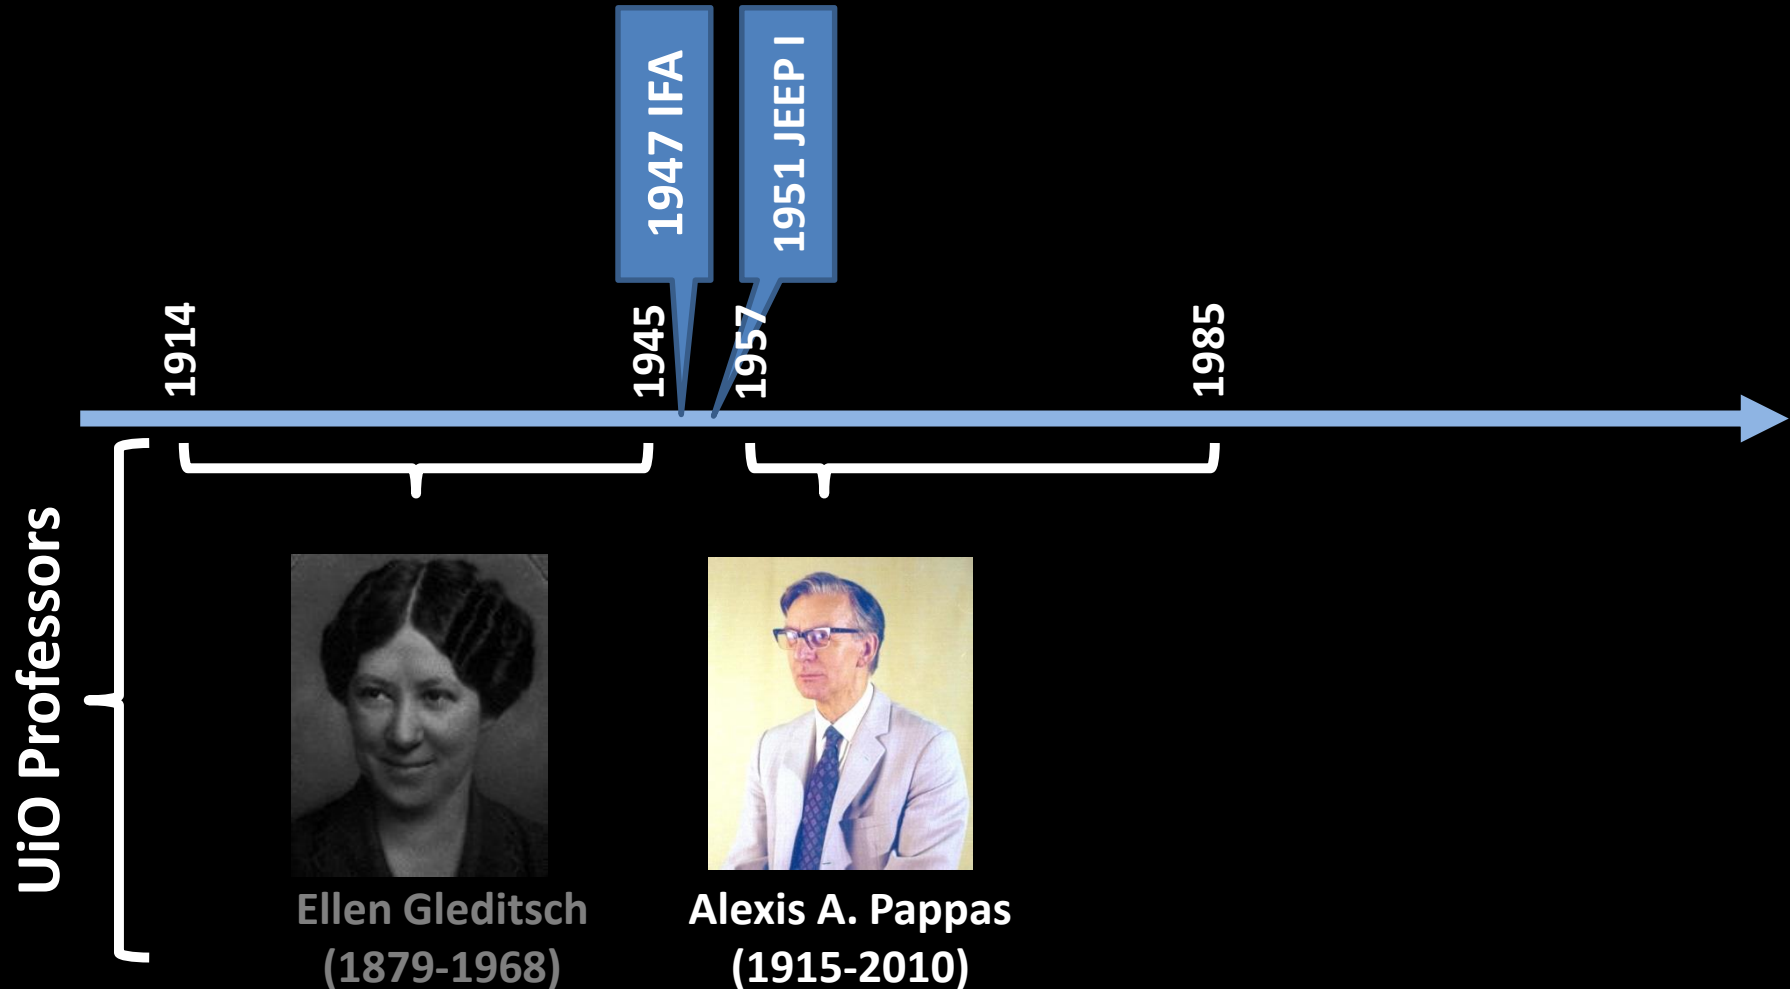 1947 IFA
1951 JEEP I
1914
1945
1957
1985
UiO Professors
Ellen Gleditsch
(1879-1968)
Alexis A. Pappas
(1915-2010)